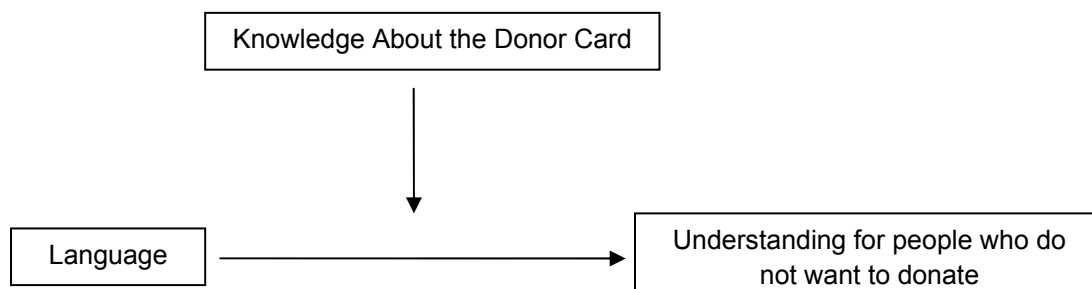 Knowledge About the Donor Card
Language
Understanding for people who do
not want to donate